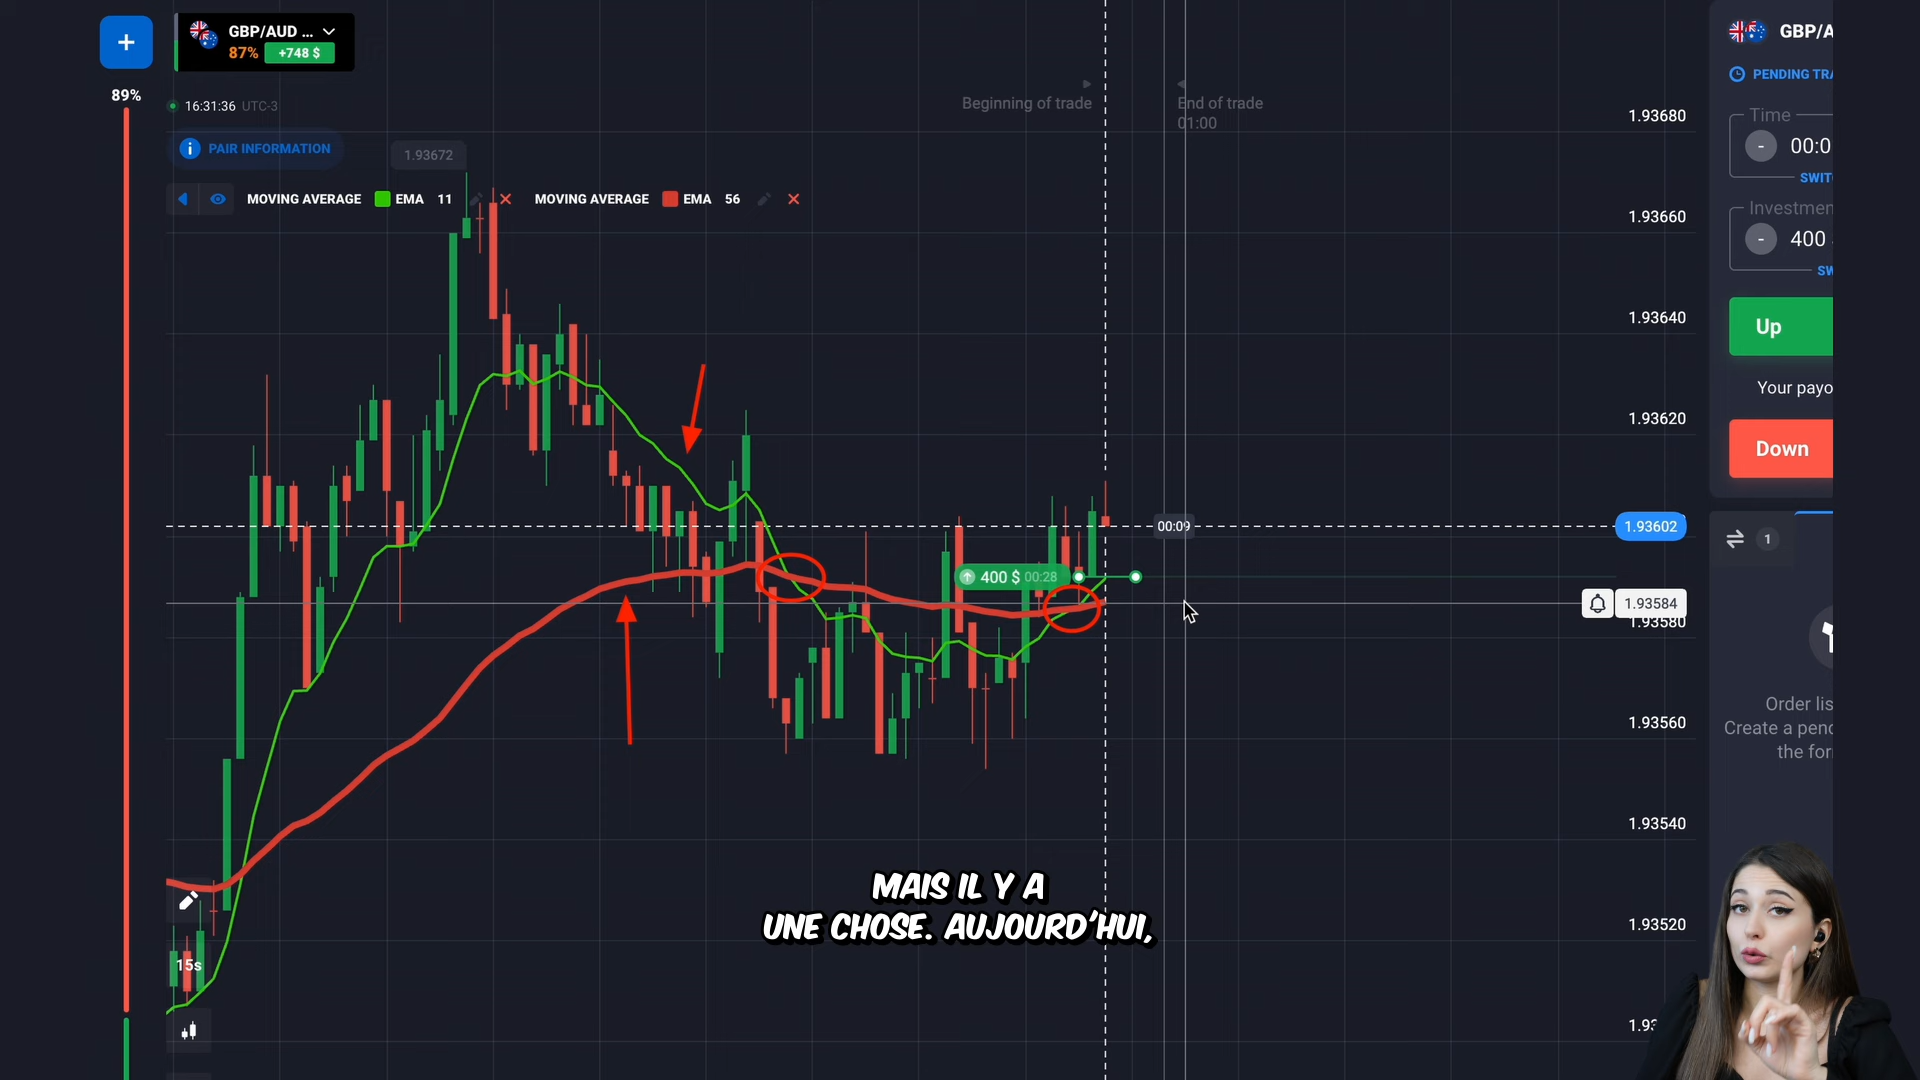 +
GBP/AUD ...
87% +748 $
89%
16:31:36 UTC-3
PAIR INFORMATION
1.93672
MOVING AVERAGE EMA 11
MOVING AVERAGE EMA 56
Beginning of trade
End of trade
01:00
1.93680
1.93660
1.93640
1.93620
00:09
1.93602
400 $ 00:28
1.93584
1.93580
1.93560
1.93540
1.93520
15s
GBP/A
PENDING TRA
Time
- 00:0
SWIT
Investmen
- 400
SW
Up
Your payo
Down
1
Order lis
Create a pend
the for
MAIS IL Y A
UNE CHOSE. AUJOURD'HUI,